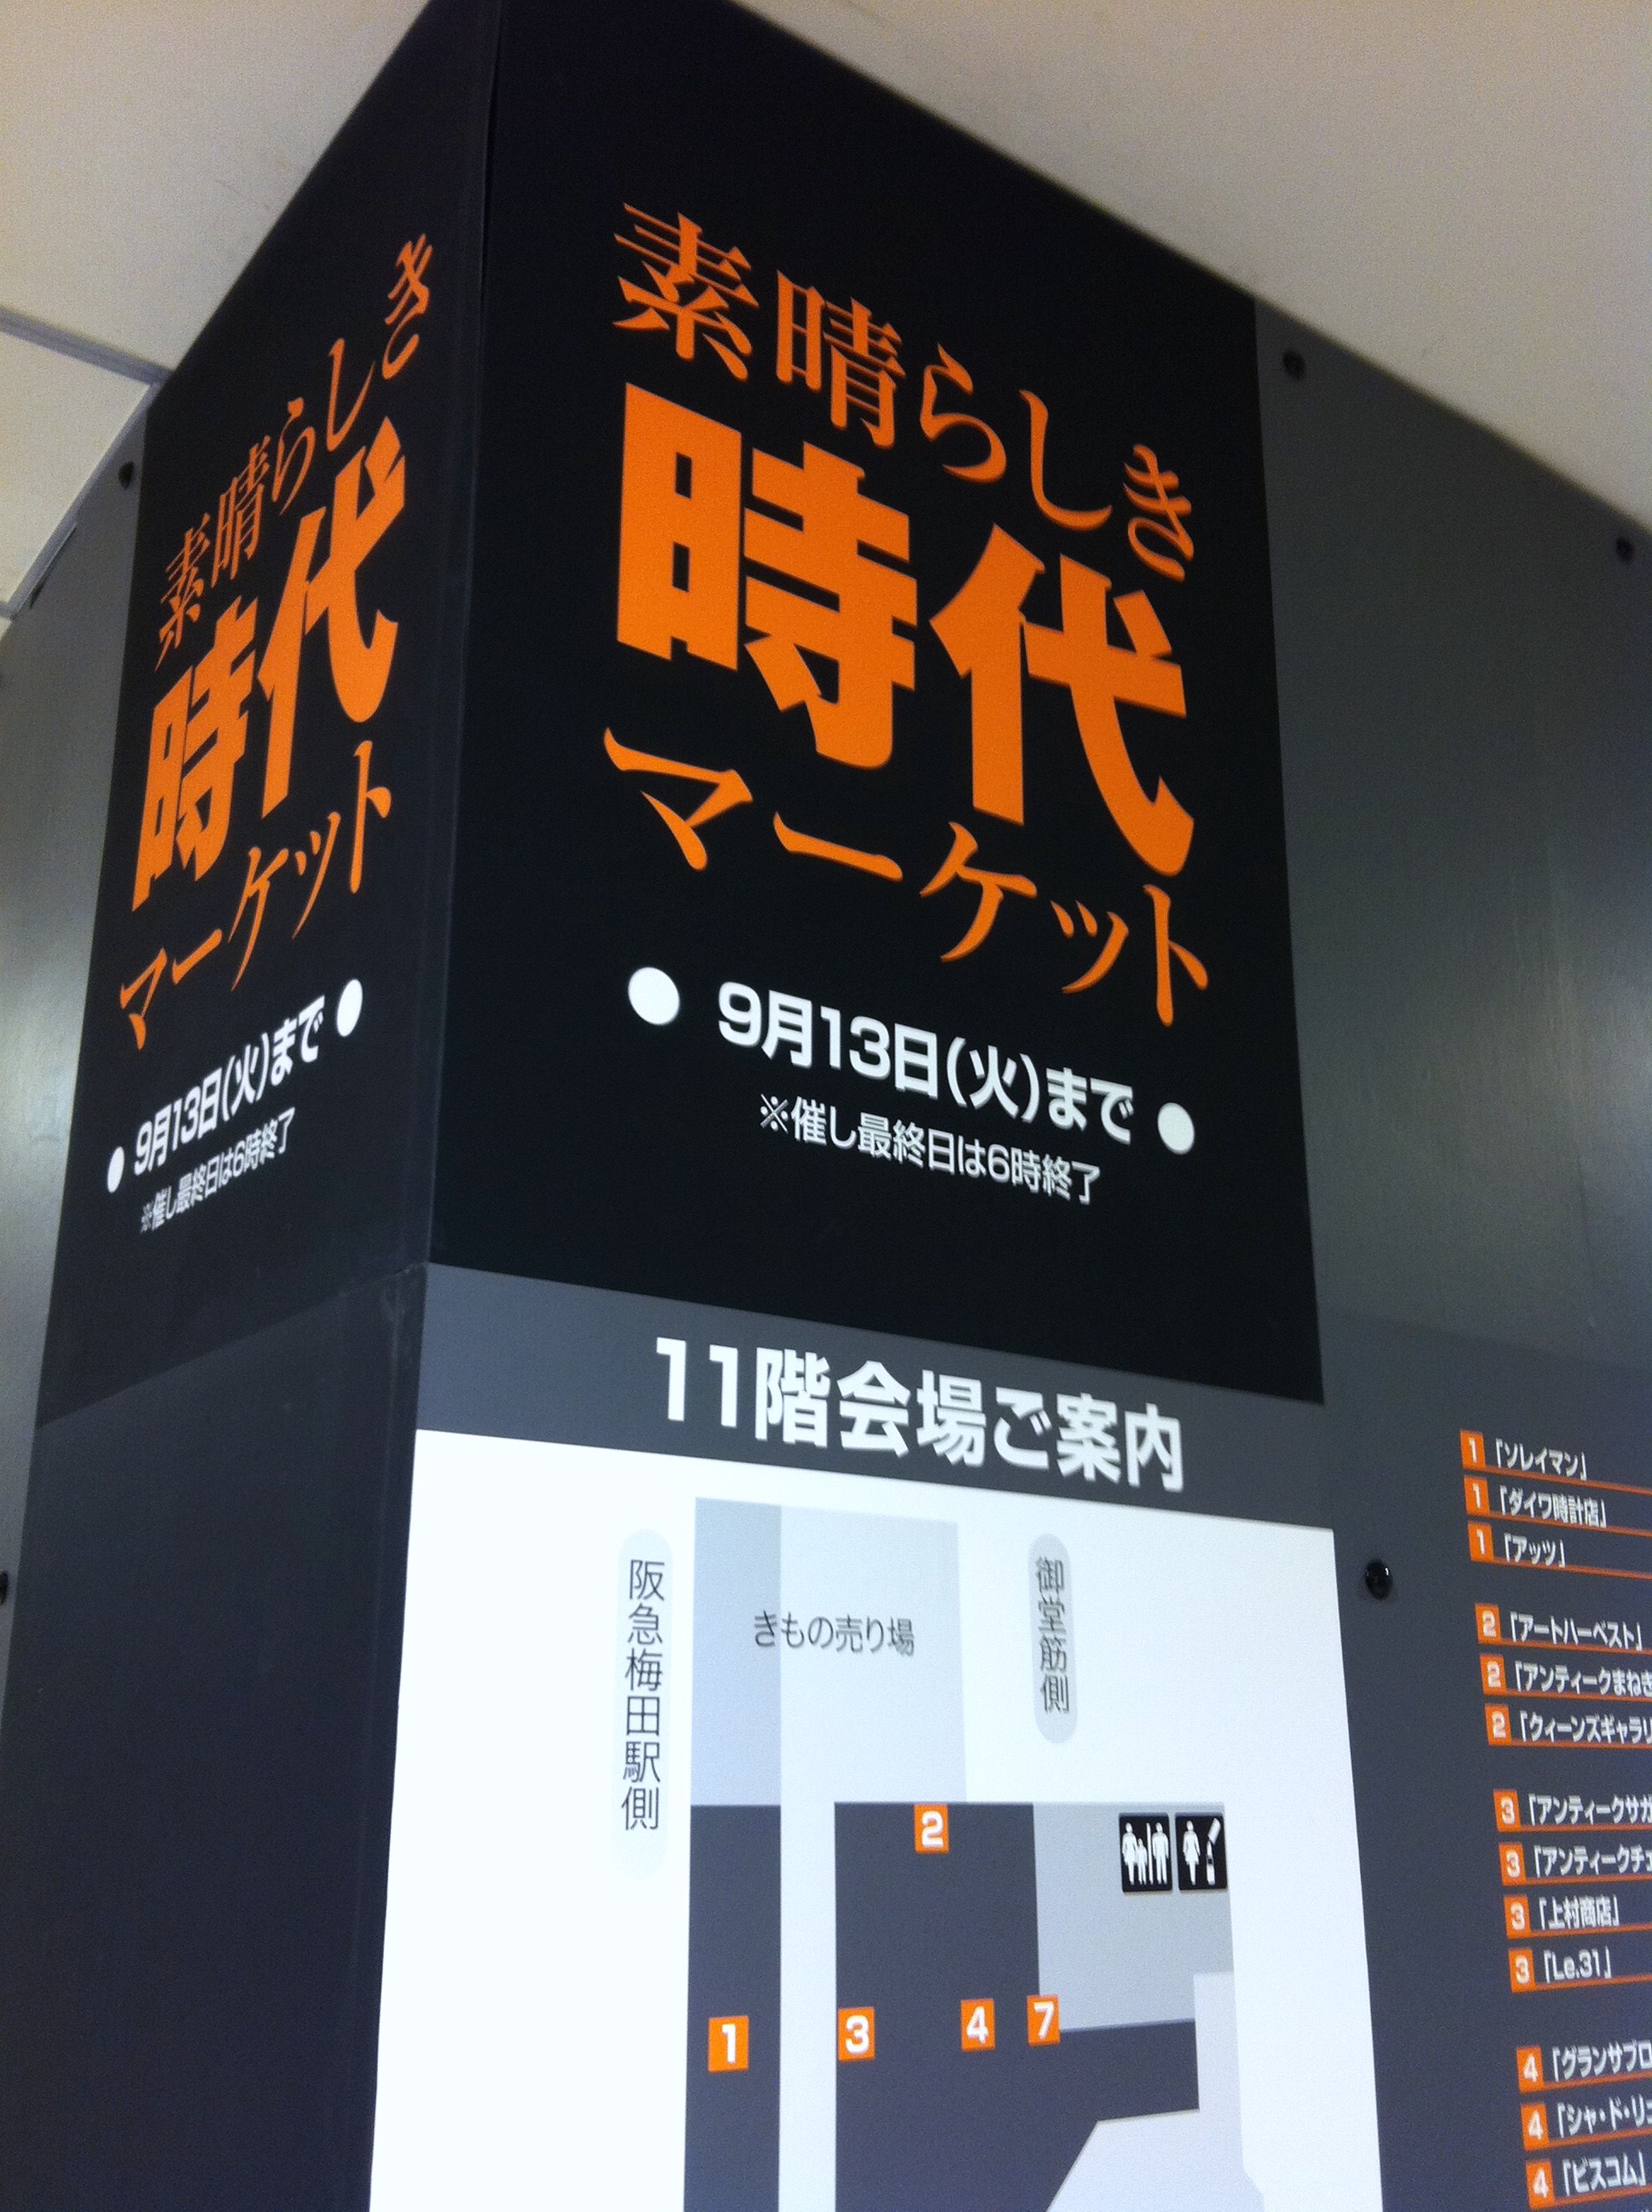 素晴らしき
時代
マーケット
● 9月13日(火)まで ●
※催し最終日は6時終了
素晴らしき
時代
マーケット
● 9月13日(火)まで ●
※催し最終日は6時終了
11階会場ご案内
阪急梅田駅側
きもの売り場
御堂筋側
2
1
3
4
7
1「ソレイマン」
1「ダイワ時計店」
1「アッツ」
2「アートハーベスト」
2「アンティークまねき
2「クィーンズギャラリ
3「アンティークサガ
3「アンティークチェ
3「上村商店」
3「Le.31」
4「グランサブロ
4「シャ・ド・リュ
4「ビスコム」